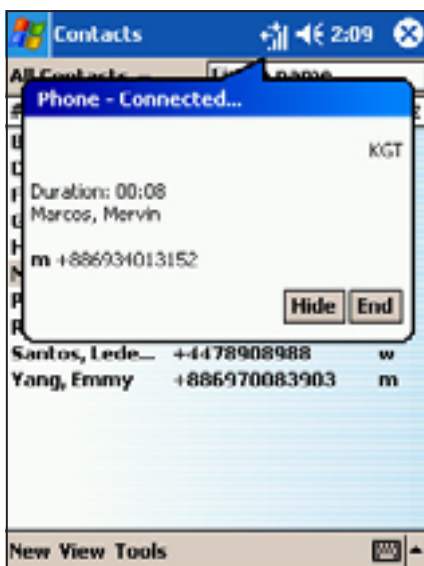 Contacts 2:09
All Contacts name
Phone - Connected...
KGT
Duration: 00:08
Marcos, Mervin
m +886934013152
Hide End
Santos, Lede... +4478908988 w
Yang, Emmy +886970083903 m
New View Tools